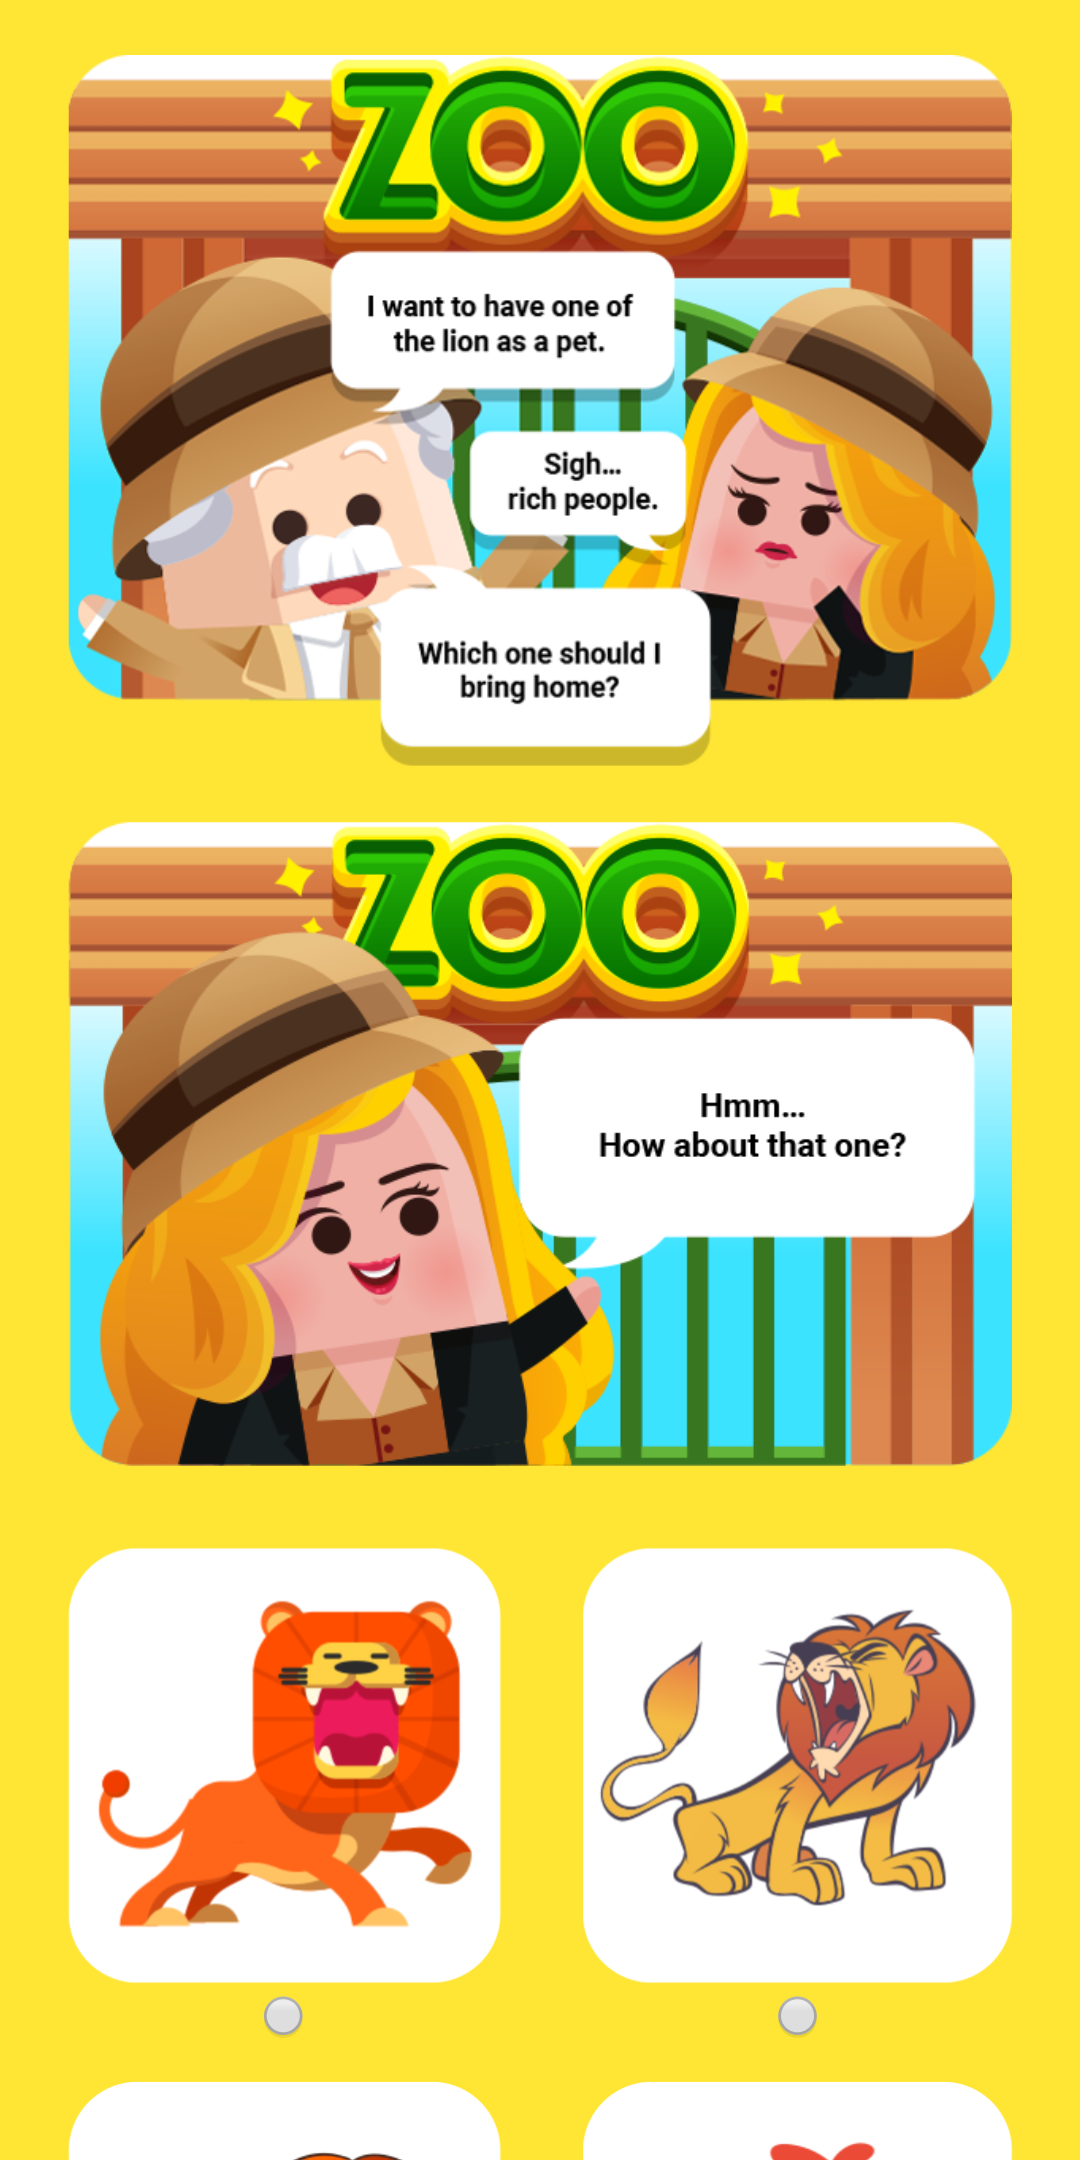 ZOO
I want to have one of
the lion as a pet.
Sigh...
rich people.
Which one should I
bring home?
ZOO
Hmm...
How about that one?